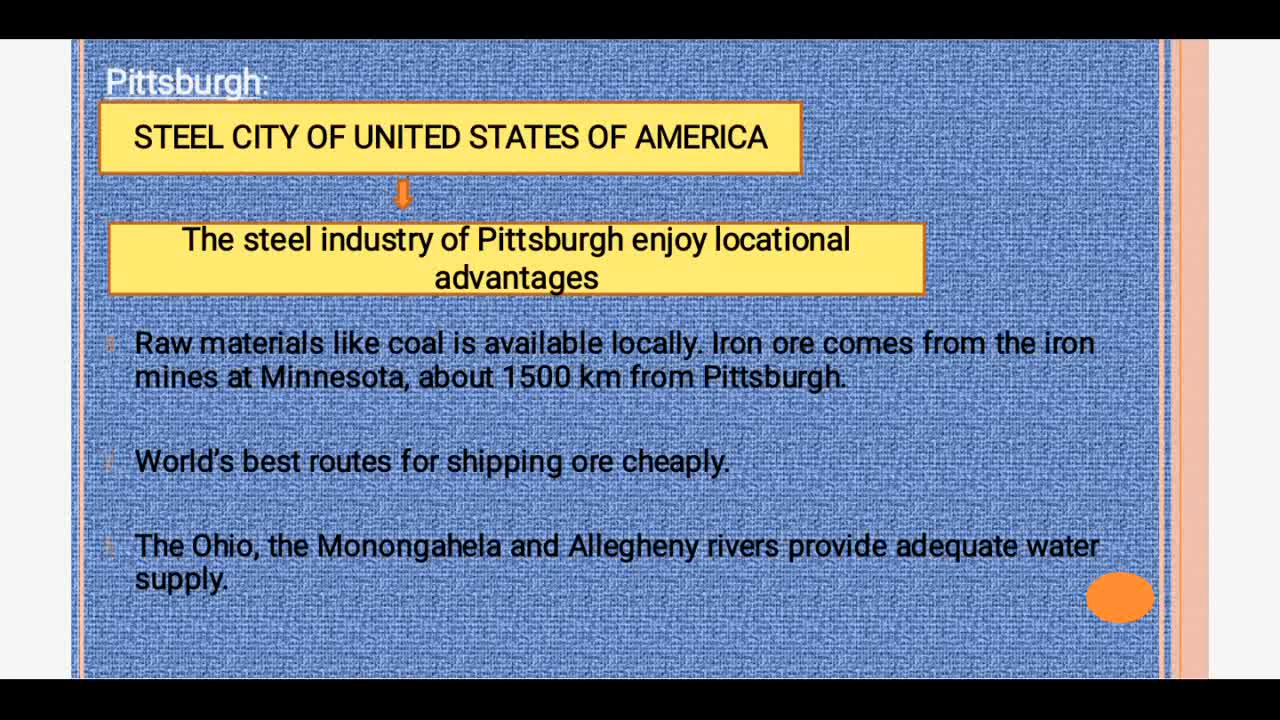 Pittsburgh:
STEEL CITY OF UNITED STATES OF AMERICA
The steel industry of Pittsburgh enjoy locational
advantages
Raw materials like coal is available locally. Iron ore comes from the iron
mines at Minnesota, about 1500 km from Pittsburgh.
World's best routes for shipping ore cheaply.
The Ohio, the Monongahela and Allegheny rivers provide adequate water
supply.